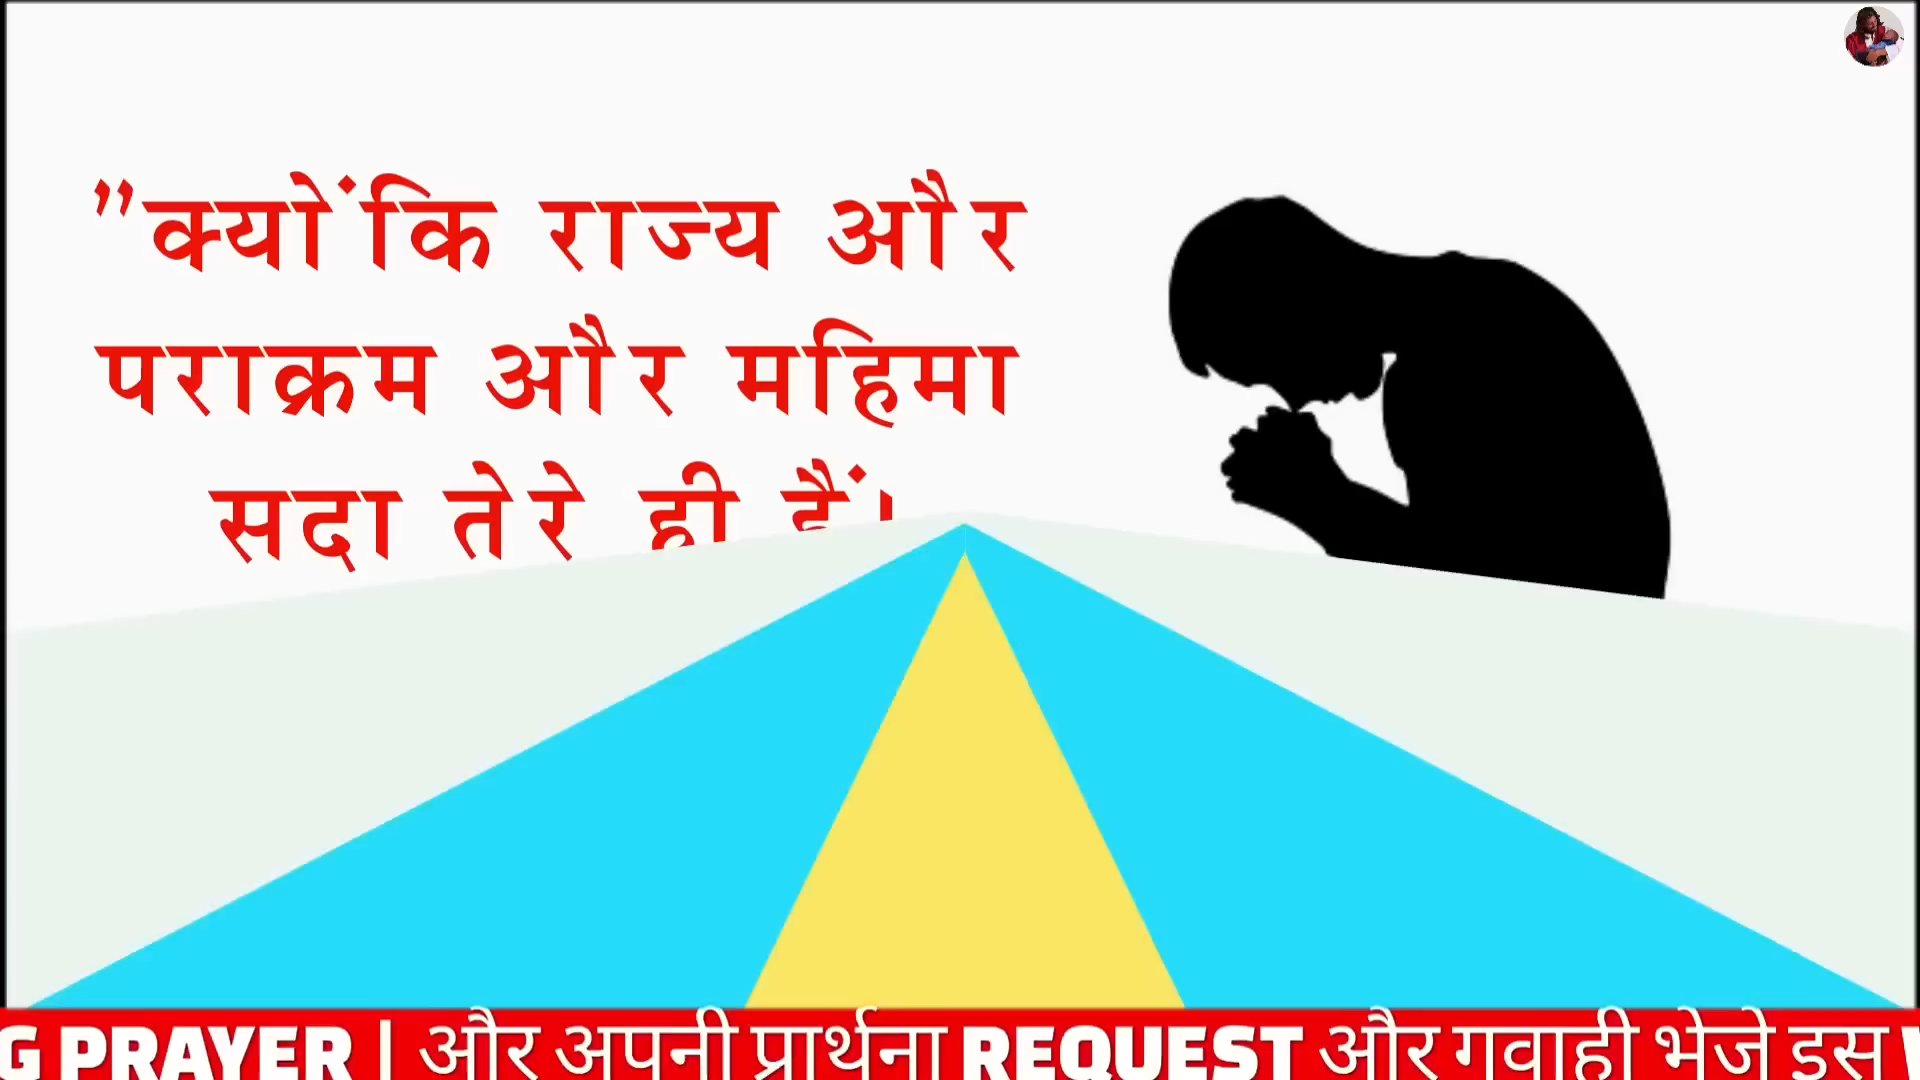 "क्योंकि राज्य और
पराक्रम और महिमा
सदा तेरे ही हैं।
G PRAYER | और अपनी प्रार्थना REQUEST और गवाही भेजे इस